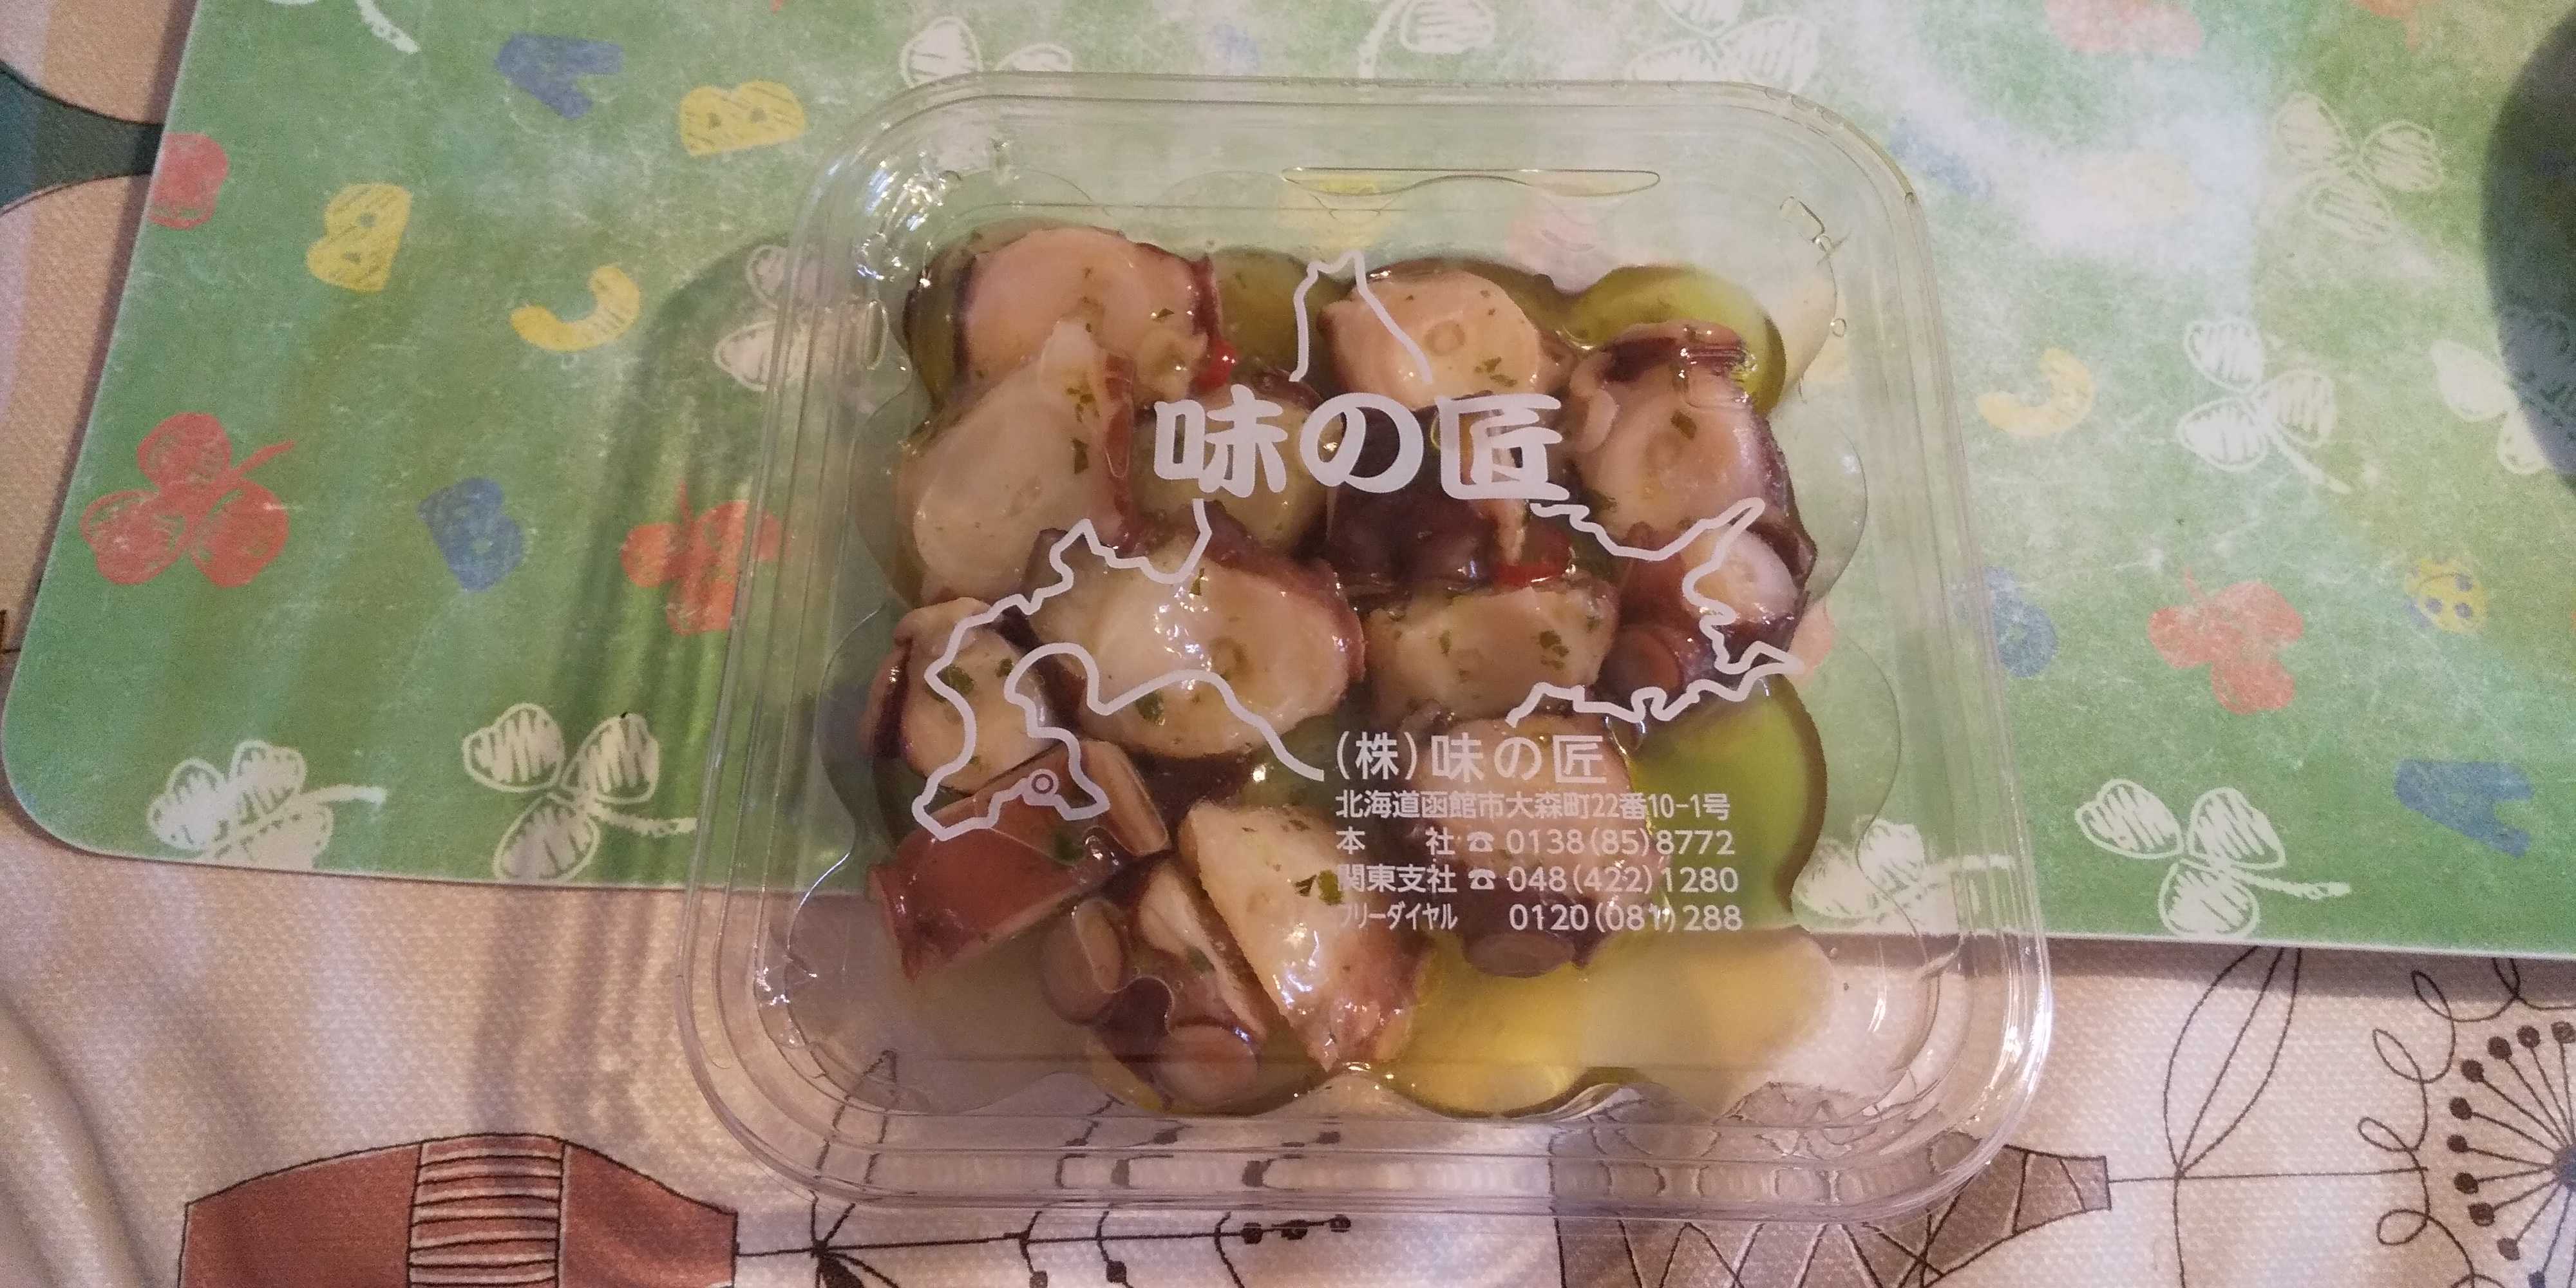 味の匠
(株)味の匠
北海道函館市大森町22番10-1号
本 社 ☎ 0138(85)8772
関東支社 ☎ 048(422)1280
フリーダイヤル 0120(081)288